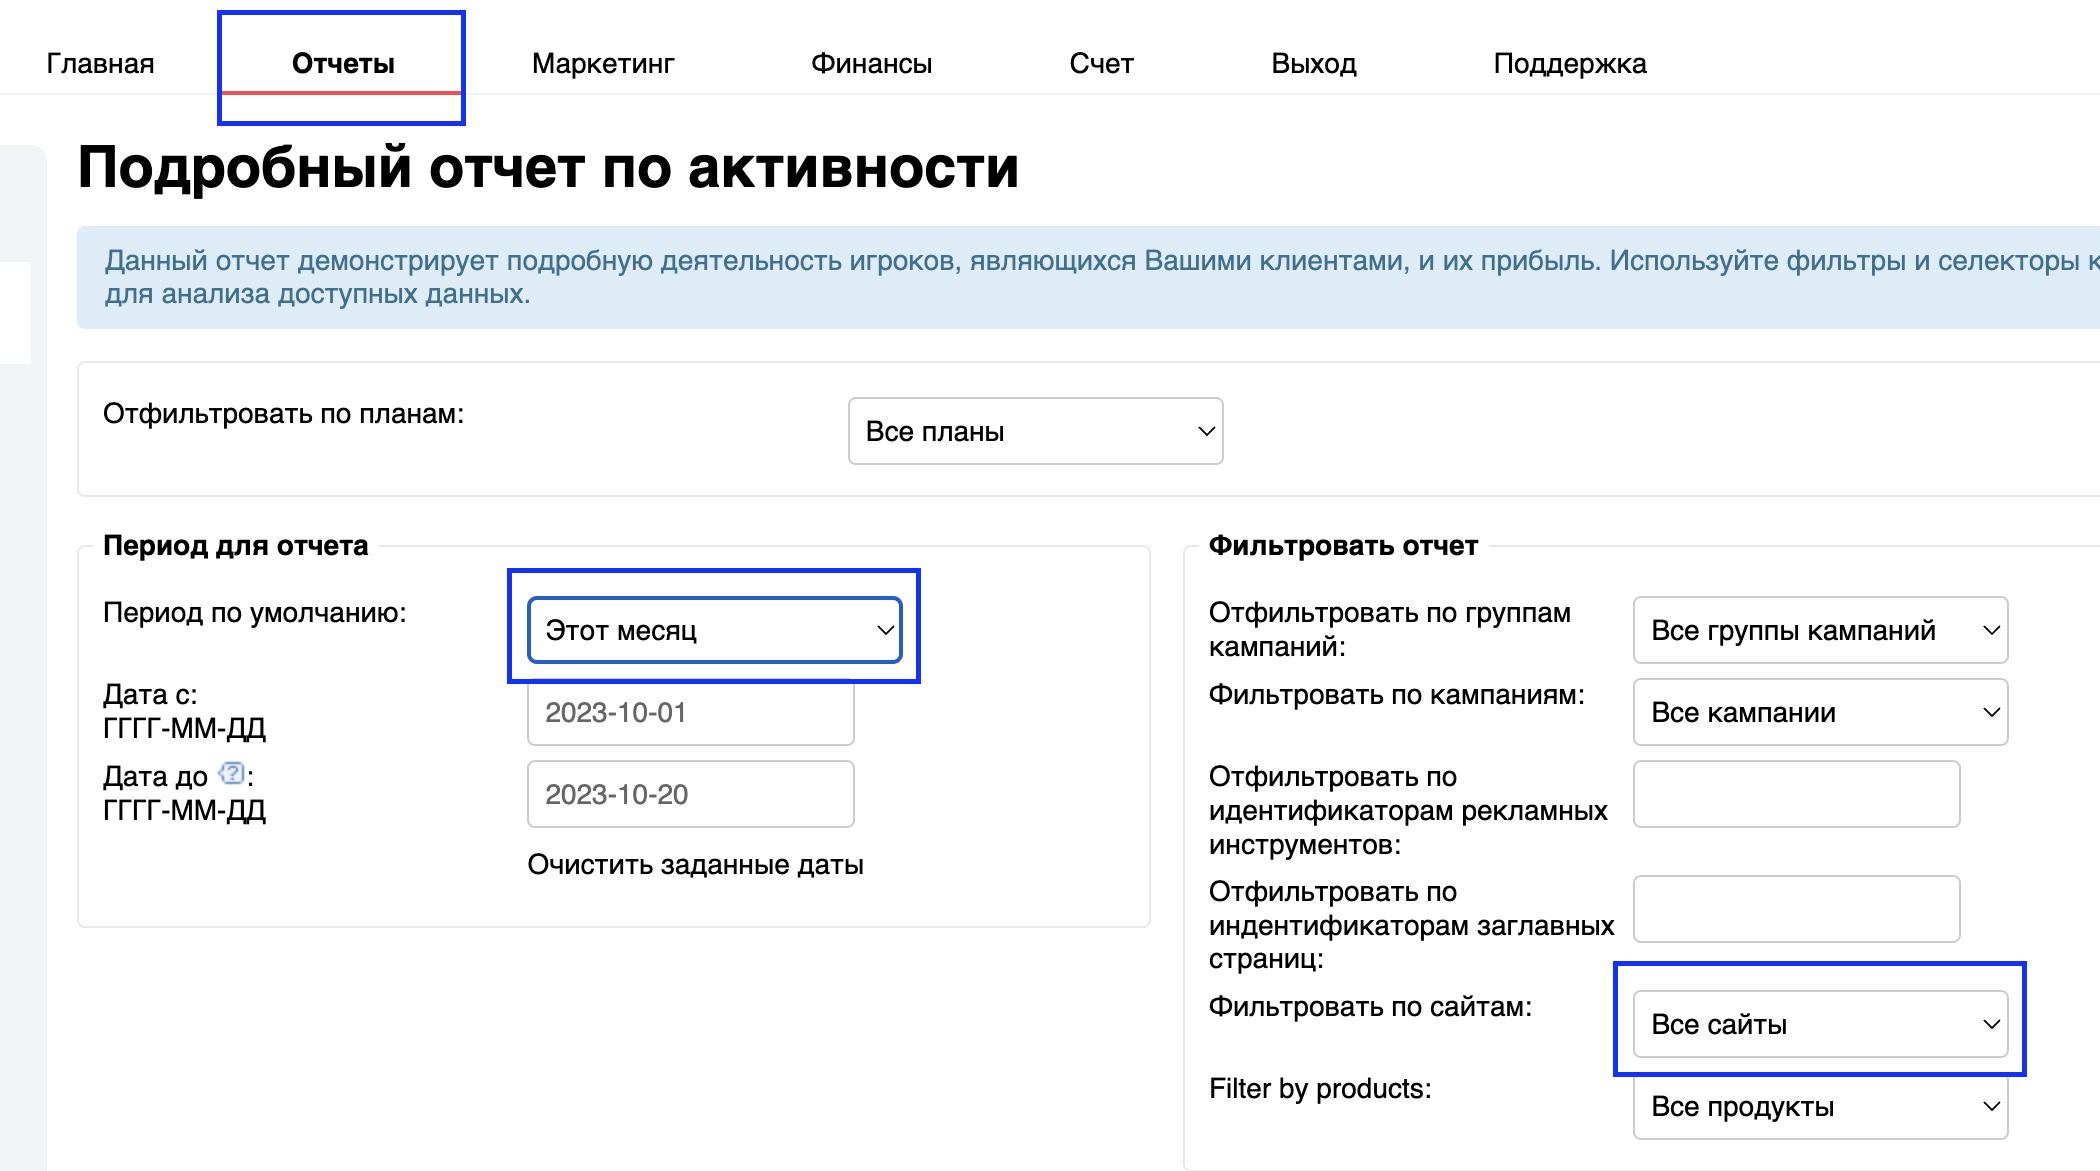 Главная Отчеты Маркетинг Финансы Счет Выход Поддержка
Подробный отчет по активности
Данный отчет демонстрирует подробную деятельность игроков, являющихся Вашими клиентами, и их прибыль. Используйте фильтры и селекторы
для анализа доступных данных.
Отфильтровать по планам:
Все планы
Период для отчета
Период по умолчанию:
Этот месяц
Дата с:
ГГГГ-ММ-ДД
2023-10-01
Дата до ?:
ГГГГ-ММ-ДД
2023-10-20
Очистить заданные даты
Фильтровать отчет
Отфильтровать по группам
кампаний:
Все группы кампаний
Фильтровать по кампаниям:
Все кампании
Отфильтровать по
идентификаторам рекламных
инструментов:
Отфильтровать по
индентификаторам заглавных
страниц:
Фильтровать по сайтам:
Все сайты
Filter by products:
Все продукты